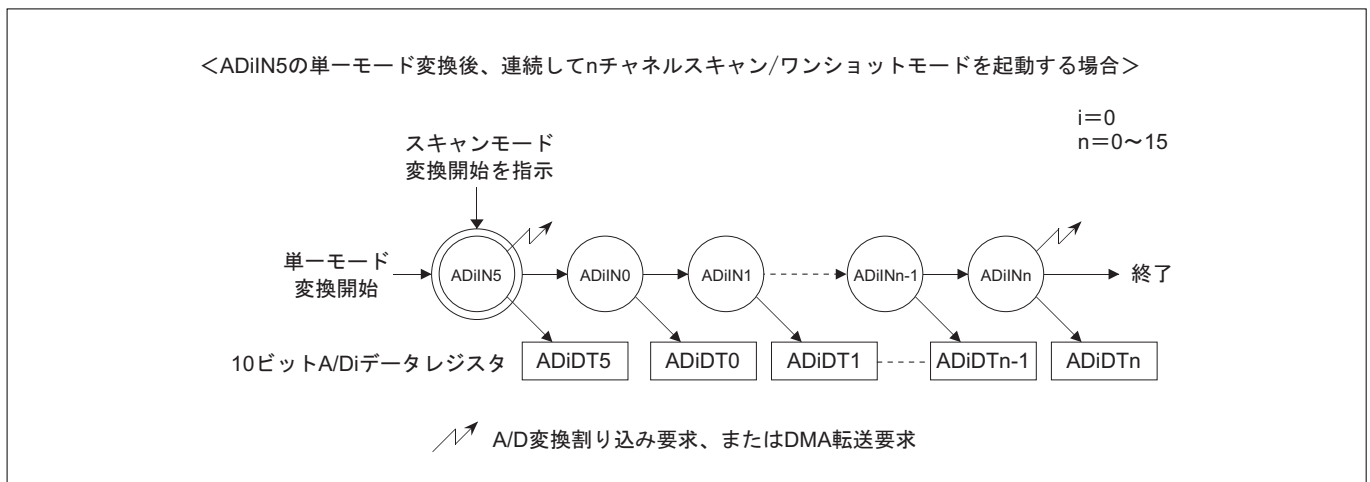 ＜ADiIN5の単一モード変換後、連続してnチャネルスキャン/ワンショットモードを起動する場合＞
i＝0
n＝0～15
スキャンモード
変換開始を指示
単一モード
変換開始
ADiIN5
ADiIN0
ADiIN1
ADiINn-1
ADiINn
終了
10ビットA/Diデータレジスタ
ADiDT5
ADiDT0
ADiDT1
ADiDTn-1
ADiDTn
A/D変換割り込み要求、またはDMA転送要求